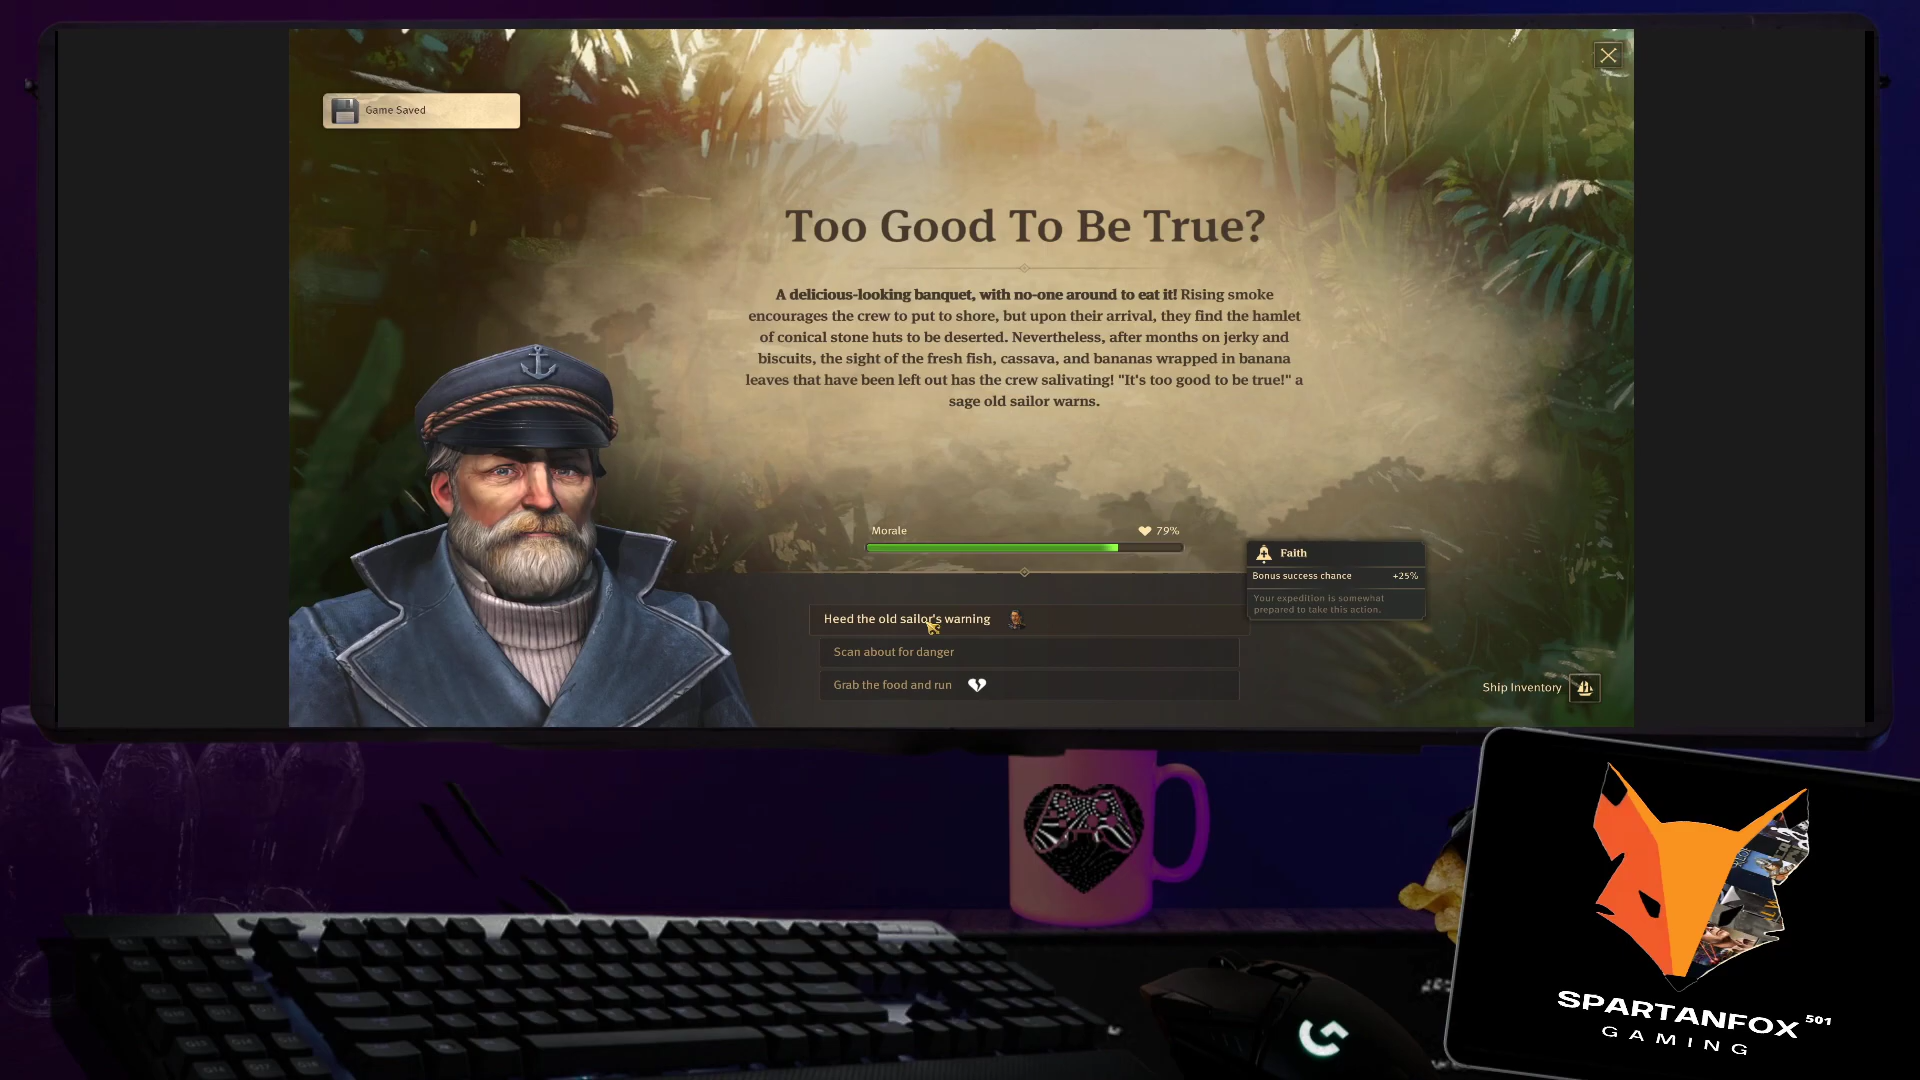 Game Saved
Too Good To Be True?
A delicious-looking banquet, with no-one around to eat it! Rising smoke
encourages the crew to put to shore, but upon their arrival, they find the hamlet
of conical stone huts to be deserted. Nevertheless, after months on jerky and
biscuits, the sight of the fresh fish, cassava, and bananas wrapped in banana
leaves that have been left out has the crew salivating! "It's too good to be true!" a
sage old sailor warns.
Morale
79%
Faith
Bonus success chance +25%
Your expedition is somewhat
prepared to take this action.
Heed the old sailor's warning
Scan about for danger
Grab the food and run
Ship Inventory
SPARTANFOX 501
GAMING